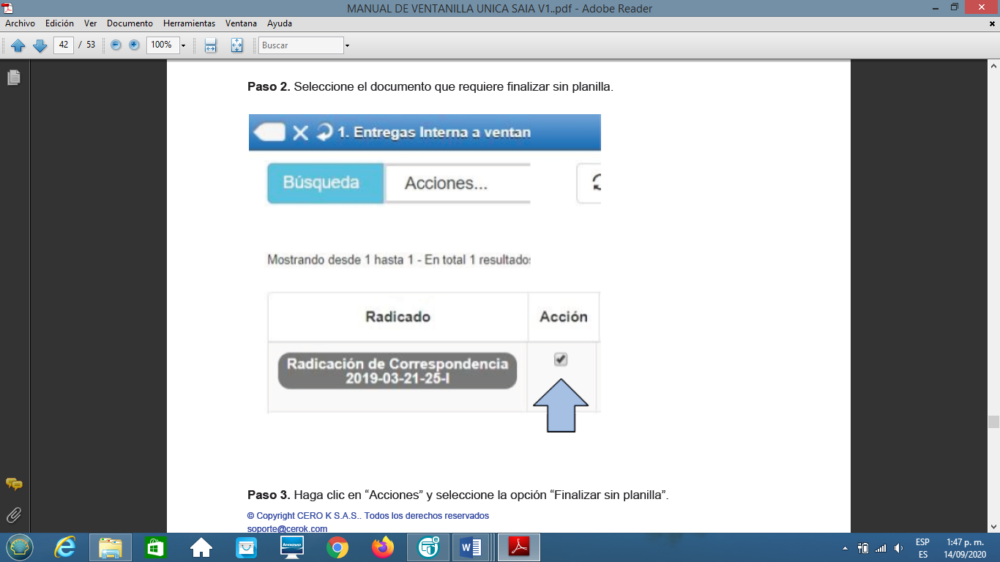 MANUAL DE VENTANILLA UNICA SAIA V1..pdf - Adobe Reader
Archivo Edición Ver Documento Herramientas Ventana Ayuda
42 / 53 100% Buscar
Paso 2. Seleccione el documento que requiere finalizar sin planilla.
1. Entregas Interna a ventan
Búsqueda Acciones...
Mostrando desde 1 hasta 1 - En total 1 resultados
Radicado Acción
Radicación de Correspondencia
2019-03-21-25-I
Paso 3. Haga clic en “Acciones” y seleccione la opción “Finalizar sin planilla”.
© Copyright CERO K S.A.S.. Todos los derechos reservados
soporte@cerok.com
lenovo
ESP 1:47 p. m.
ES 14/09/2020